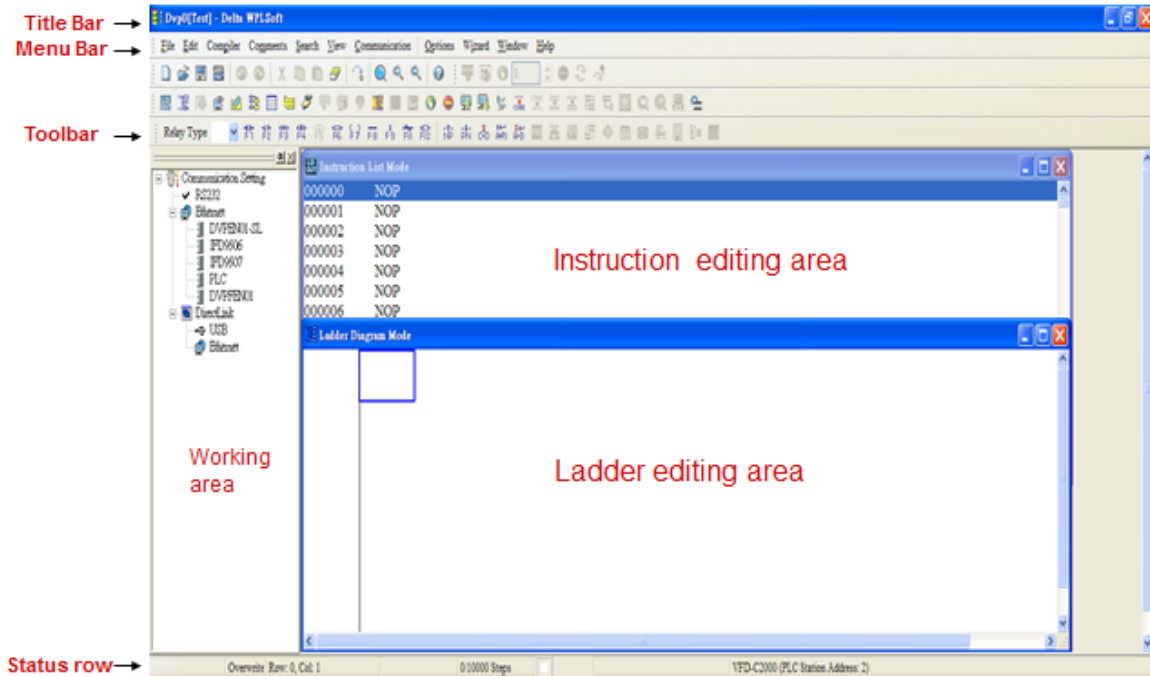 Title Bar
Dvp0[Test] - Delta WPLSoft
Menu Bar
File Edit Compiler Comments Search View Communication Options Wizard Window Help
Toolbar
Relay Type
Communication Setting
RS232
Ethernet
DVPEN01-SL
IFD9506
IFD9507
PLC
DVPFEN01
DirectLink
USB
Ethernet
Working area
Instruction List Mode
000000 NOP
000001 NOP
000002 NOP
000003 NOP
000004 NOP
000005 NOP
000006 NOP
Instruction editing area
Ladder Diagram Mode
Ladder editing area
Status row
Overwrite Row: 0, Col: 1
0/10000 Steps
VFD-C2000 (PLC Station Address: 2)